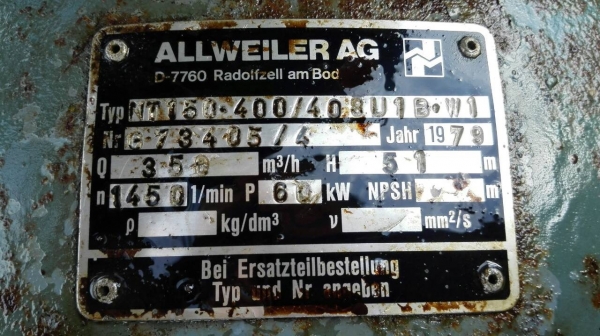 ALLWEILER AG
D-7760 Radolfzell am Bod
Typ NT150-400/408U1B-W1
Nr G-73405/4 Jahr 1979
Q 350 m³/h H 51 m
n 1450 1/min P 60 kW NPSH m
ρ kg/dm³ ν mm²/s
Bei Ersatzteilbestellung
Typ und Nr angeben